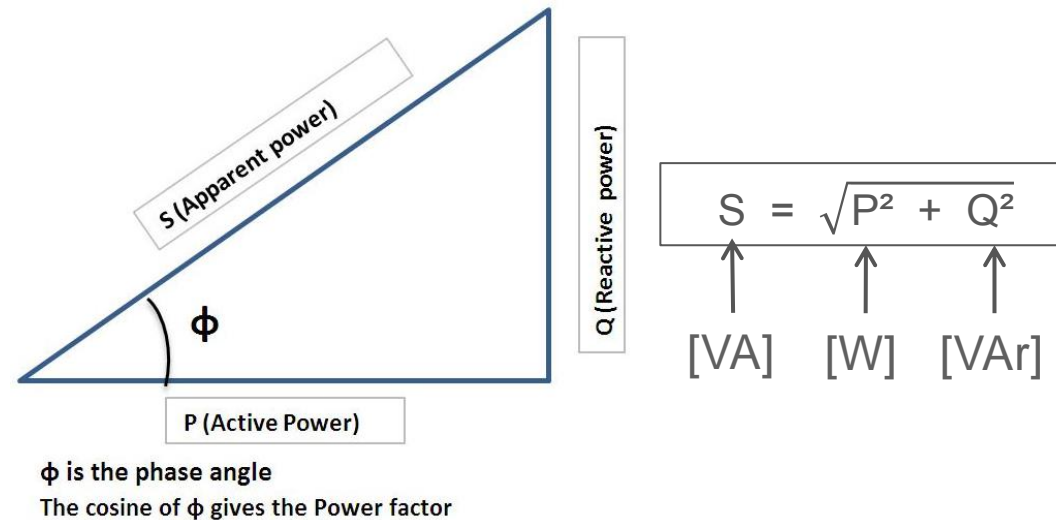 S (Apparent power)
ϕ
Q (Reactive power)
P (Active Power)
ϕ is the phase angle
The cosine of ϕ gives the Power factor
S = √P² + Q²
[VA] [W] [VAr]